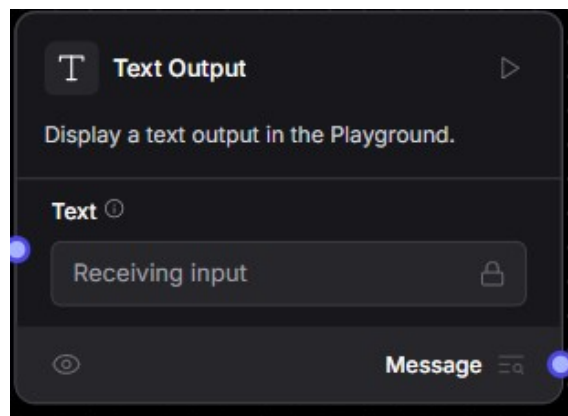 Text Output
Display a text output in the Playground.
Text
Receiving input
Message